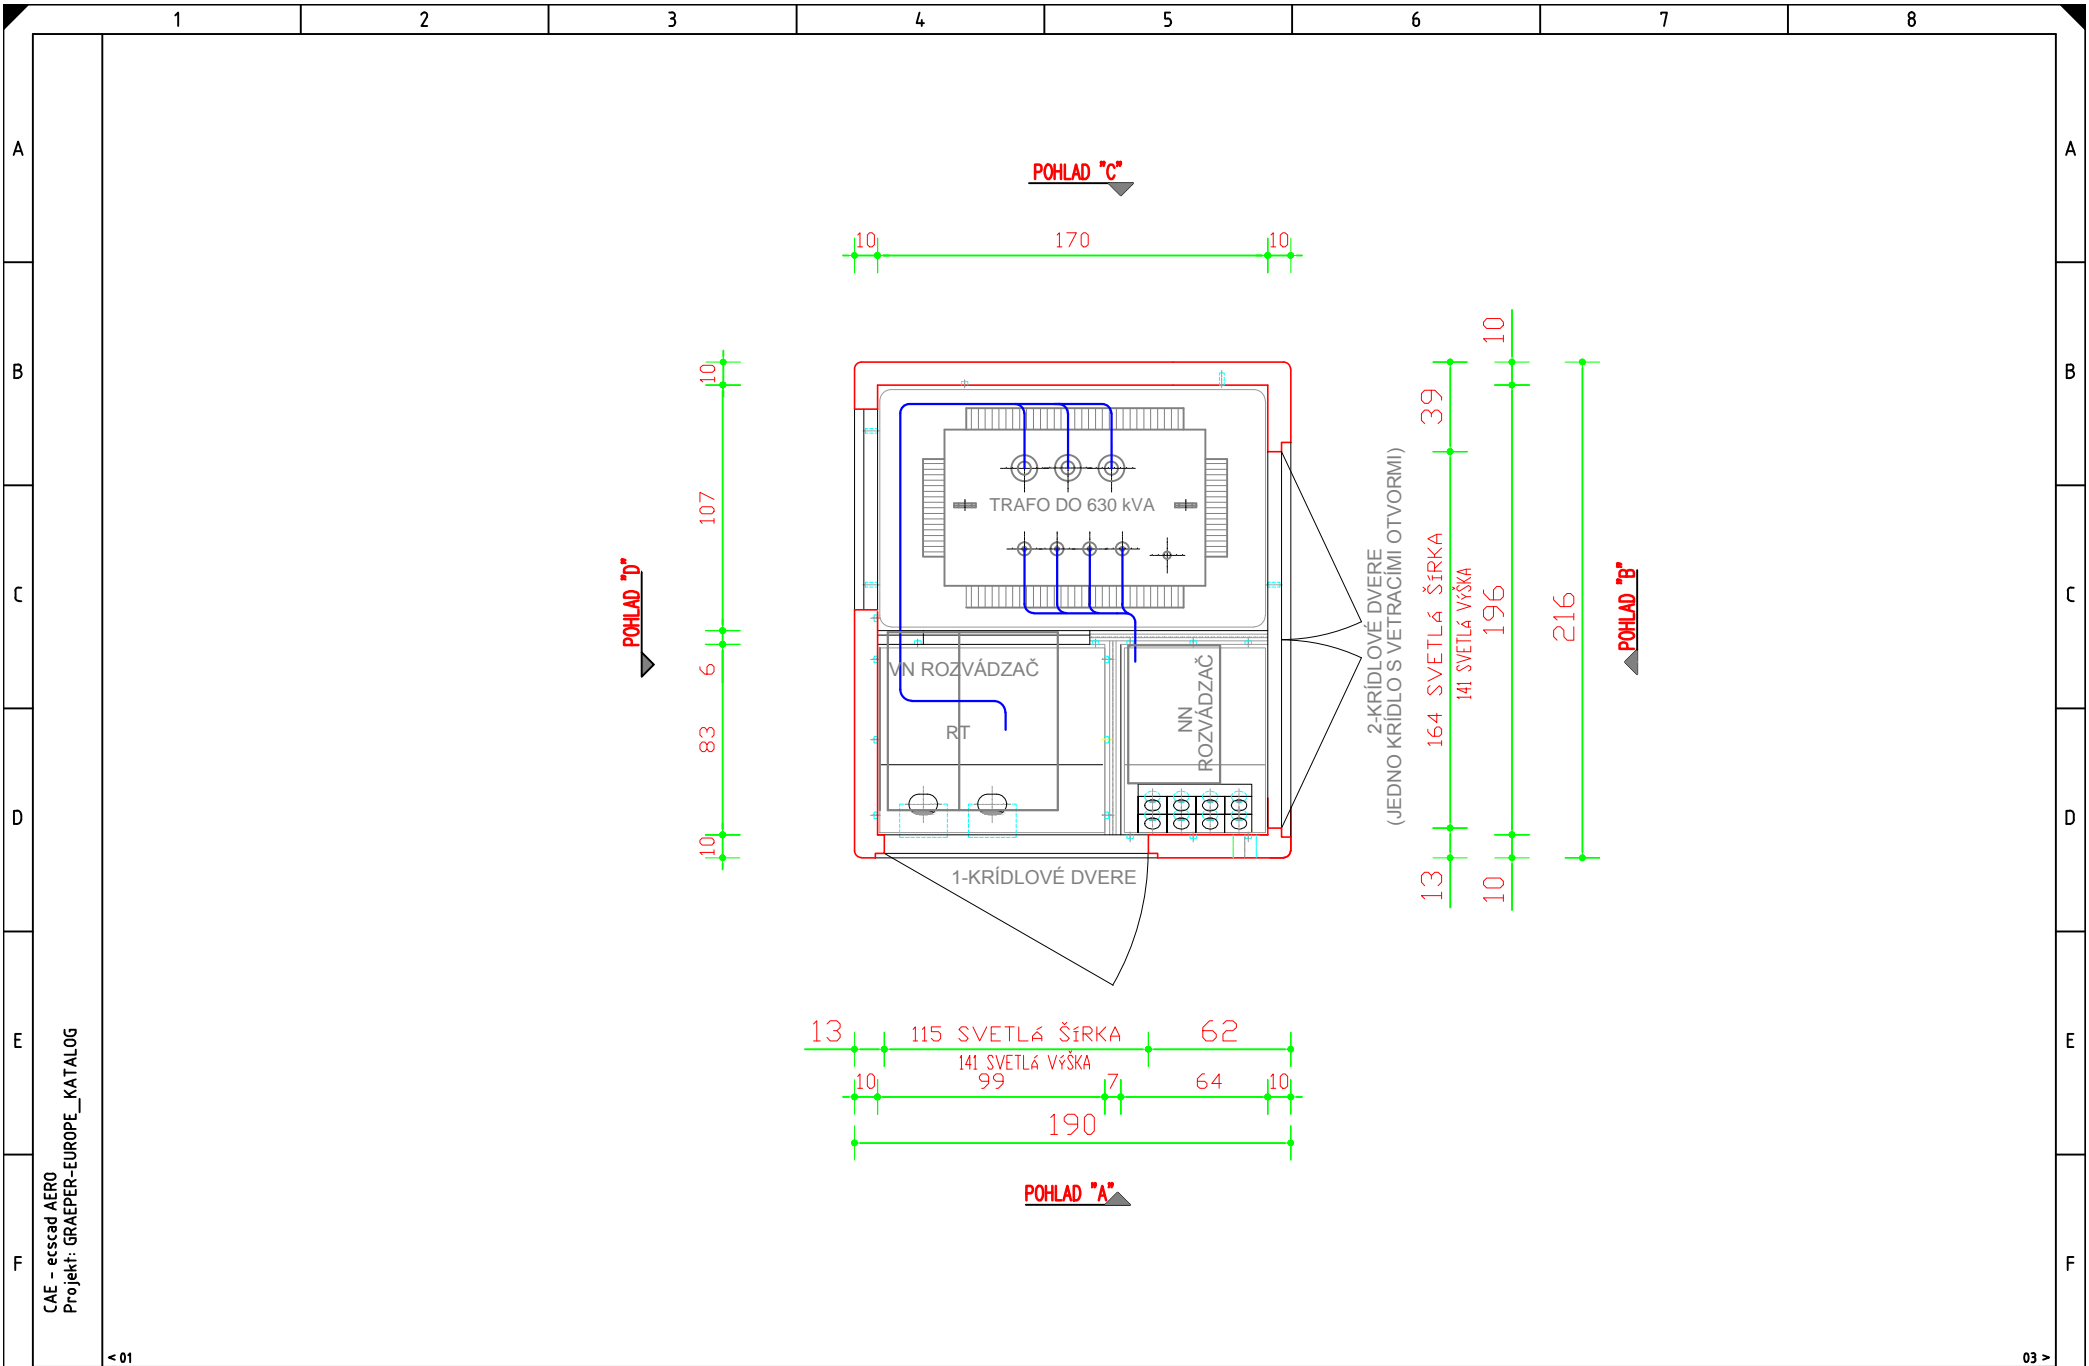 1 2 3 4 5 6 7 8
A A
POHLAD "C"
10 170 10
B B
10
39
10
TRAFO DO 630 kVA
107
C C
POHLAD "D"
2-KRÍDLOVÉ DVERE
(JEDNO KRÍDLO S VETRACÍMI OTVORMI)
164 SVETLÁ ŠÍRKA
141 SVETLÁ VÝŠKA
196
216
POHLAD "B"
6
VN ROZVÁDZAČ
RT
NN
ROZVÁDZAČ
83
D D
10
1-KRÍDLOVÉ DVERE
13
10
13 115 SVETLÁ ŠÍRKA 62
141 SVETLÁ VÝŠKA
10 99 7 64 10
E E
190
POHLAD "A"
F F
CAE - ecscad AERO
Projekt: GRAEPER-EUROPE_KATALOG
< 01
03 >